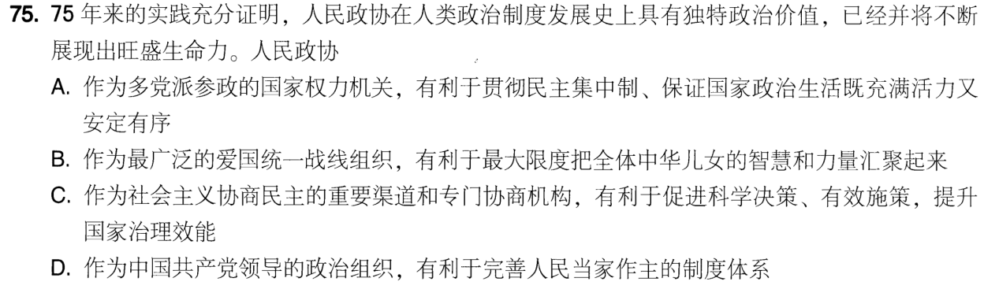 75. 75 年来的实践充分证明，人民政协在人类政治制度发展史上具有独特政治价值，已经并将不断
展现出旺盛生命力。人民政协
A. 作为多党派参政的国家权力机关，有利于贯彻民主集中制、保证国家政治生活既充满活力又
安定有序
B. 作为最广泛的爱国统一战线组织，有利于最大限度把全体中华儿女的智慧和力量汇聚起来
C. 作为社会主义协商民主的重要渠道和专门协商机构，有利于促进科学决策、有效施策，提升
国家治理效能
D. 作为中国共产党领导的政治组织，有利于完善人民当家作主的制度体系